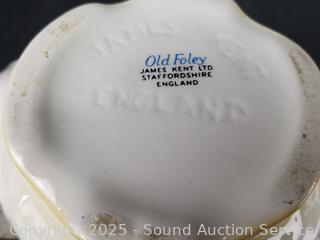 JAMES KENT
Old Foley
JAMES KENT LTD
STAFFORDSHIRE
ENGLAND
ENGLAND
Copyright 2025 - Sound Auction Service